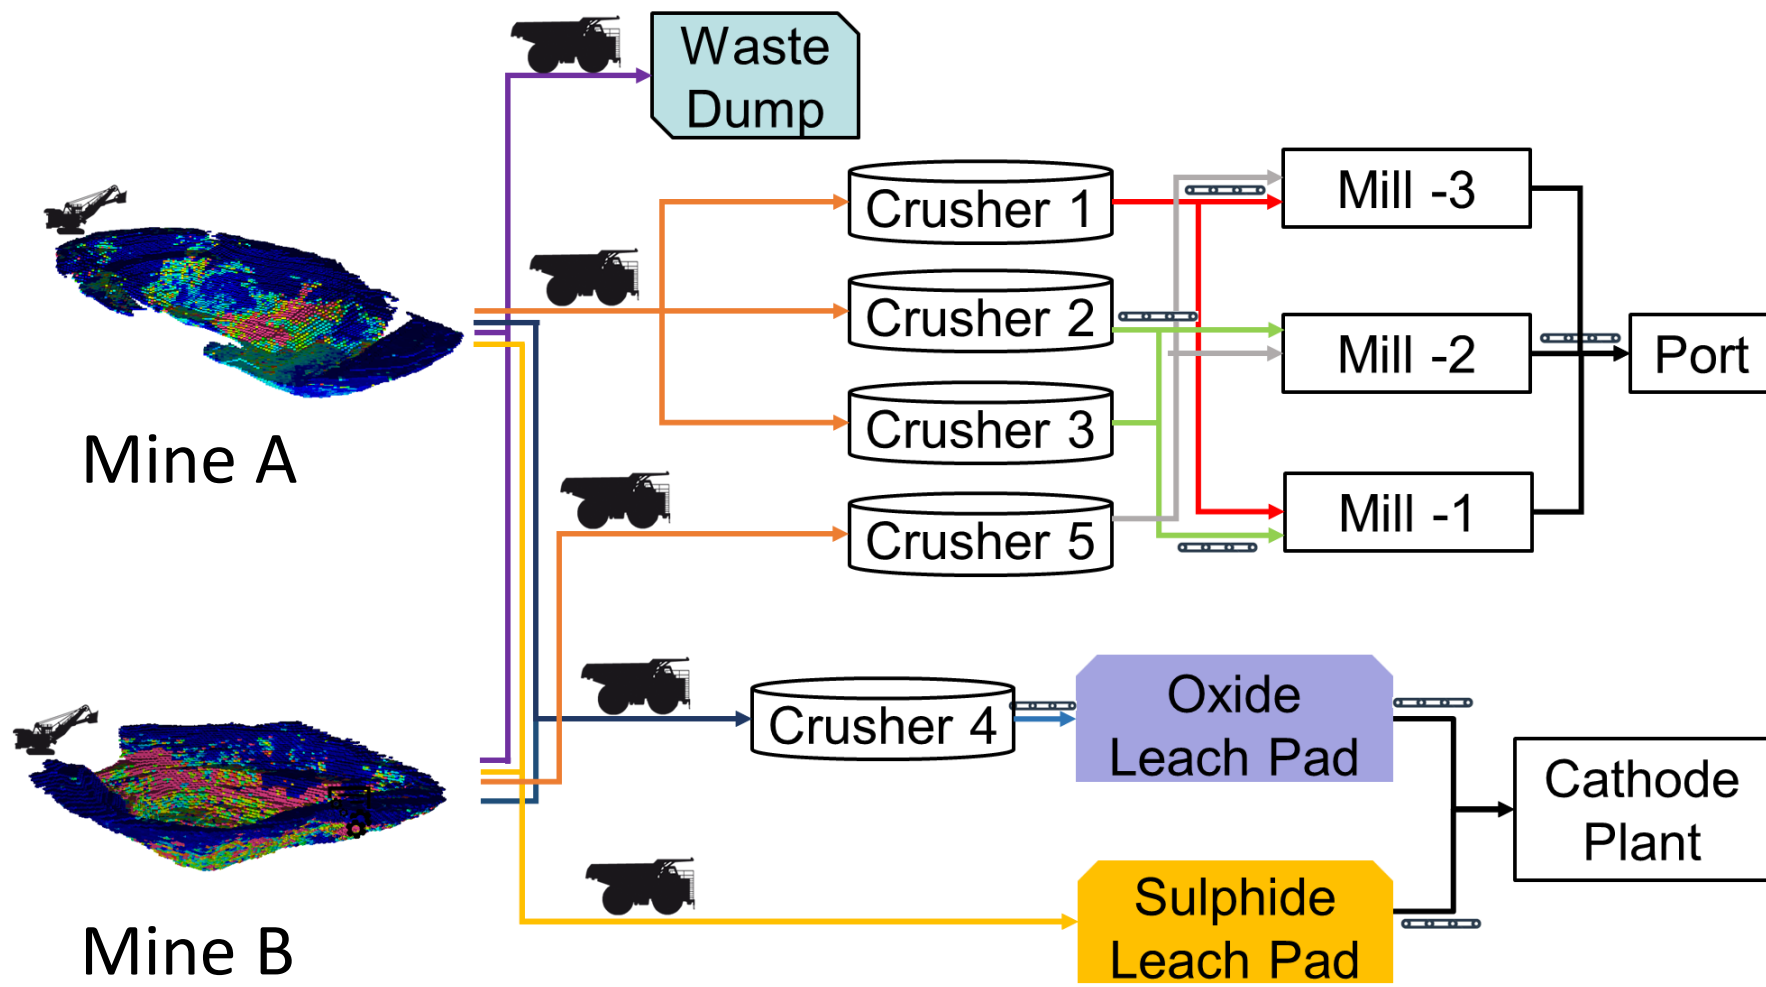 Waste
Dump
Crusher 1
Mill -3
Crusher 2
Mill -2
Port
Crusher 3
Mine A
Crusher 5
Mill -1
Crusher 4
Oxide
Leach Pad
Cathode
Plant
Sulphide
Leach Pad
Mine B